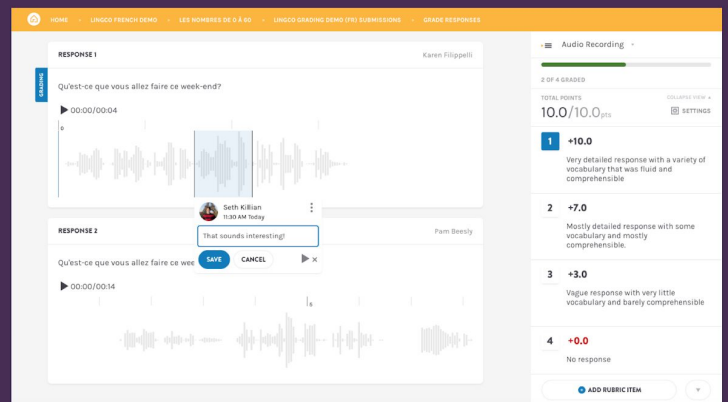 HOME • LINGCO FRENCH DEMO • LES NOMBRES DE 0 À 60 • LINGCO GRADING DEMO (FR) SUBMISSIONS • GRADE RESPONSES
GRADING
RESPONSE 1 Karen Filippelli
Qu'est-ce que vous allez faire ce week-end?
00:00/00:04
0
Seth Killian
11:30 AM Today
That sounds interesting!
SAVE CANCEL
RESPONSE 2 Pam Beesly
Qu'est-ce que vous allez faire ce wee
00:00/00:14
0
Audio Recording
2 OF 4 GRADED
TOTAL POINTS COLLAPSE VIEW
10.0/10.0pts SETTINGS
1 +10.0
Very detailed response with a variety of
vocabulary that was fluid and
comprehensible
2 +7.0
Mostly detailed response with some
vocabulary and mostly
comprehensible.
3 +3.0
Vague response with very little
vocabulary and barely comprehensible
4 +0.0
No response
ADD RUBRIC ITEM